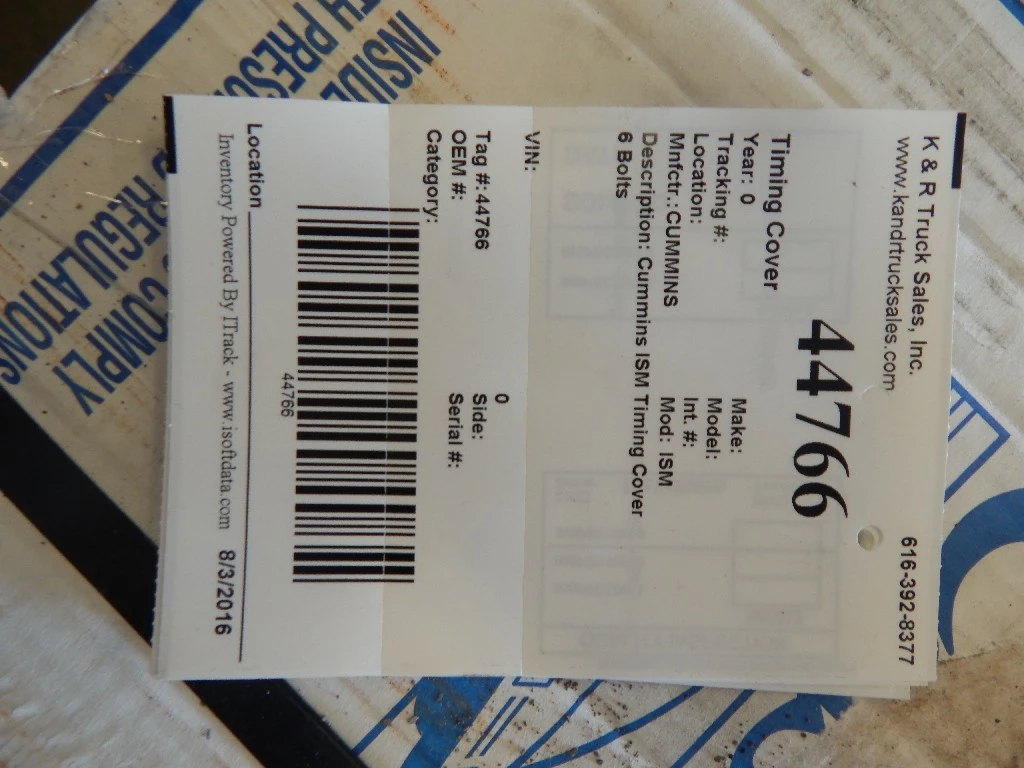 K & R Truck Sales, Inc.
www.kandrtrucksales.com
616-392-8377
44766
Timing Cover
Year: 0
Make:
Tracking #:
Model:
Location:
Int. #:
Mnfctr.: CUMMINS
Mod: ISM
Description: Cummins ISM Timing Cover
6 Bolts
VIN:
0
Tag #: 44766
Side:
OEM #:
Serial #:
Category:
44766
Location
Inventory Powered By ITrack - www.isoftdata.com
8/3/2016
INSIDE
TH PRESC
REGULATIONS
COMPLY